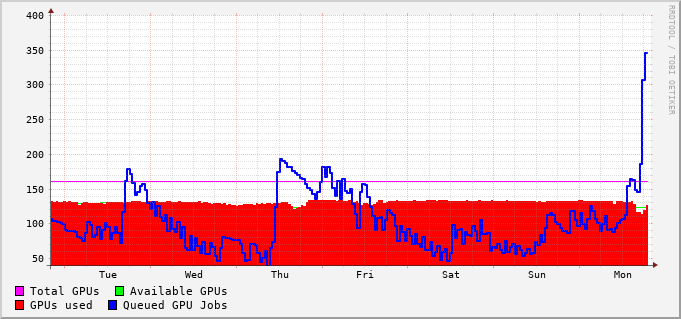 400
350
300
250
200
150
100
50
Tue Wed Thu Fri Sat Sun Mon
Total GPUs Available GPUs
GPUs used Queued GPU Jobs
RRDTOOL / TOBI OETIKER